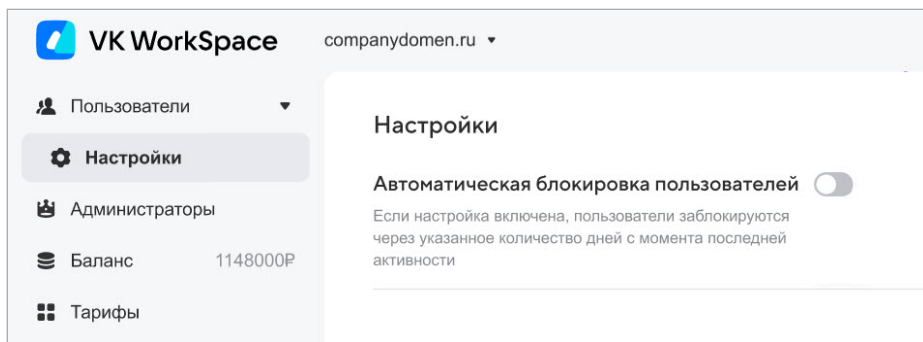 VK WorkSpace
companydomen.ru
Пользователи
Настройки
Администраторы
Баланс 1148000₽
Тарифы
Настройки
Автоматическая блокировка пользователей
Если настройка включена, пользователи заблокируются
через указанное количество дней с момента последней
активности